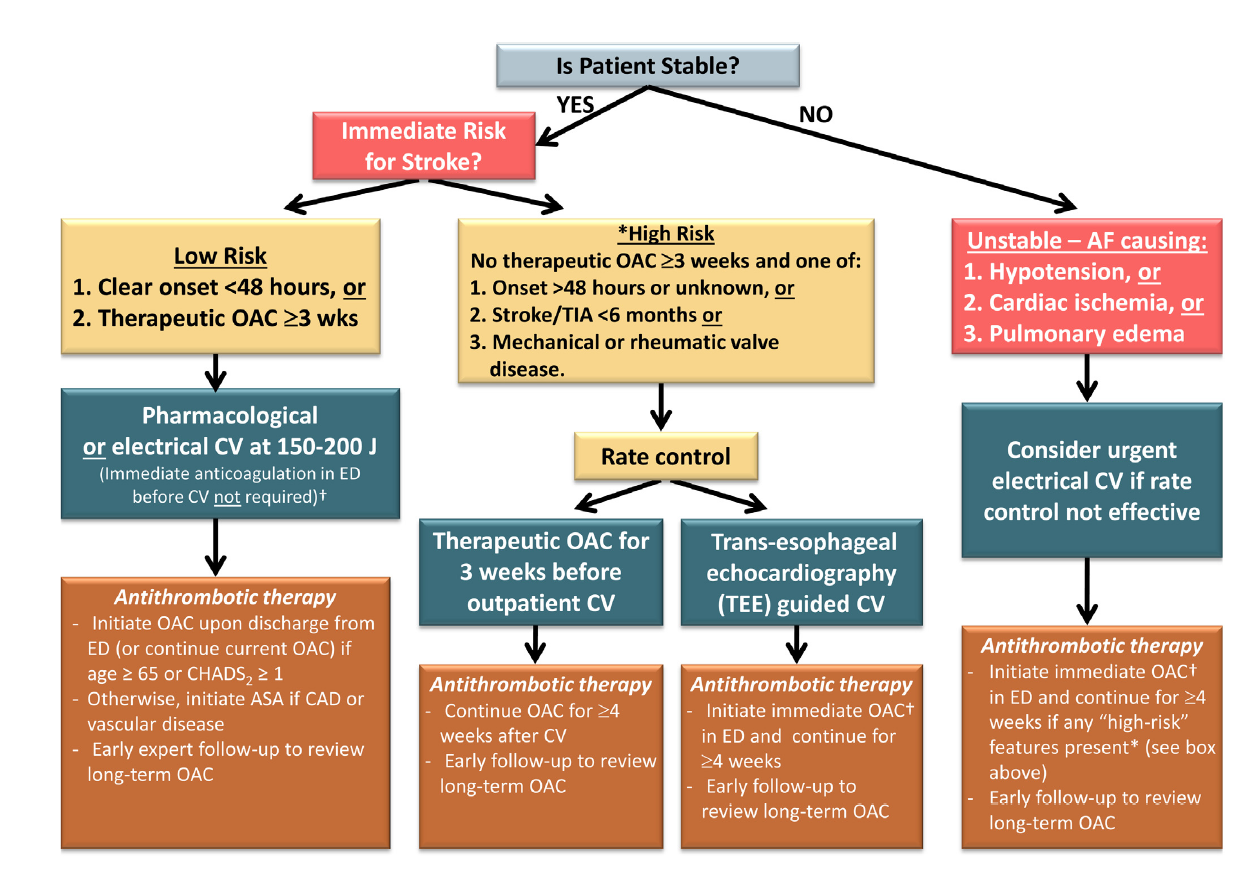 Is Patient Stable?
YES
NO
Immediate Risk
for Stroke?
Low Risk
1. Clear onset <48 hours, or
2. Therapeutic OAC ≥3 wks
*High Risk
No therapeutic OAC ≥3 weeks and one of:
1. Onset >48 hours or unknown, or
2. Stroke/TIA <6 months or
3. Mechanical or rheumatic valve
disease.
Unstable – AF causing:
1. Hypotension, or
2. Cardiac ischemia, or
3. Pulmonary edema
Pharmacological
or electrical CV at 150-200 J
(Immediate anticoagulation in ED
before CV not required)†
Rate control
Consider urgent
electrical CV if rate
control not effective
Therapeutic OAC for
3 weeks before
outpatient CV
Trans-esophageal
echocardiography
(TEE) guided CV
Antithrombotic therapy
- Initiate OAC upon discharge from
ED (or continue current OAC) if
age ≥ 65 or CHADS₂ ≥ 1
- Otherwise, initiate ASA if CAD or
vascular disease
- Early expert follow-up to review
long-term OAC
Antithrombotic therapy
- Continue OAC for ≥4
weeks after CV
- Early follow-up to review
long-term OAC
Antithrombotic therapy
- Initiate immediate OAC†
in ED and continue for
≥4 weeks
- Early follow-up to
review long-term OAC
Antithrombotic therapy
- Initiate immediate OAC†
in ED and continue for ≥4
weeks if any “high-risk”
features present* (see box
above)
- Early follow-up to review
long-term OAC